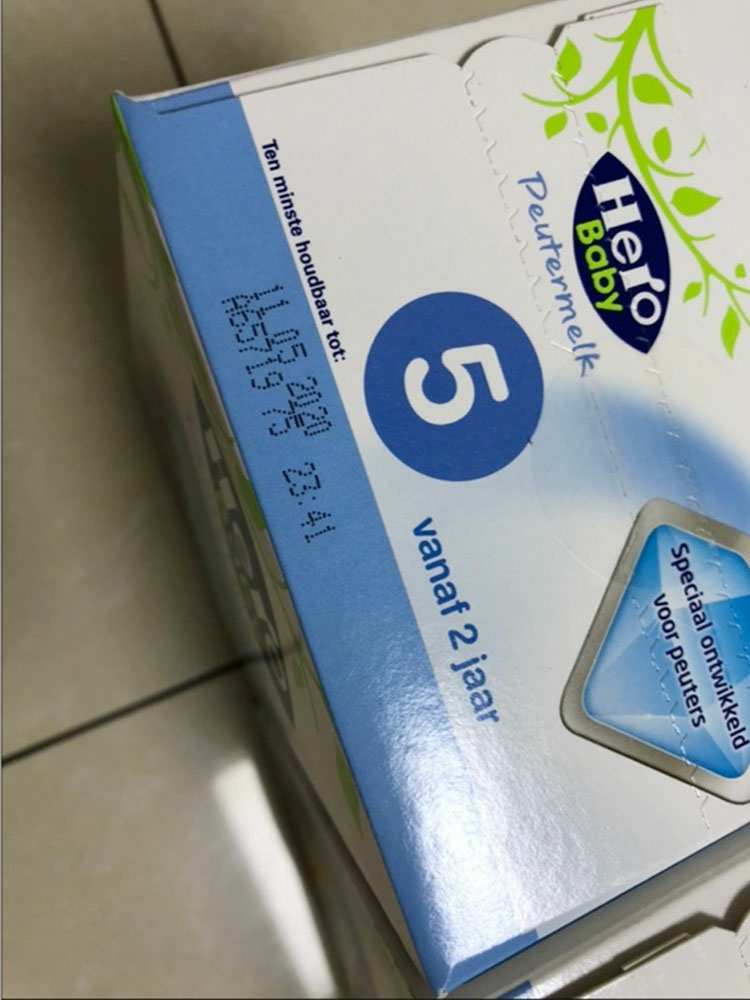 Hero
Baby
Peutermelk
5
vanaf 2 jaar
Speciaal ontwikkeld
voor peuters
Ten minste houdbaar tot:
11.05.2020
23:41